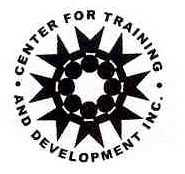 CENTER FOR TRAINING
• AND DEVELOPMENT INC. •